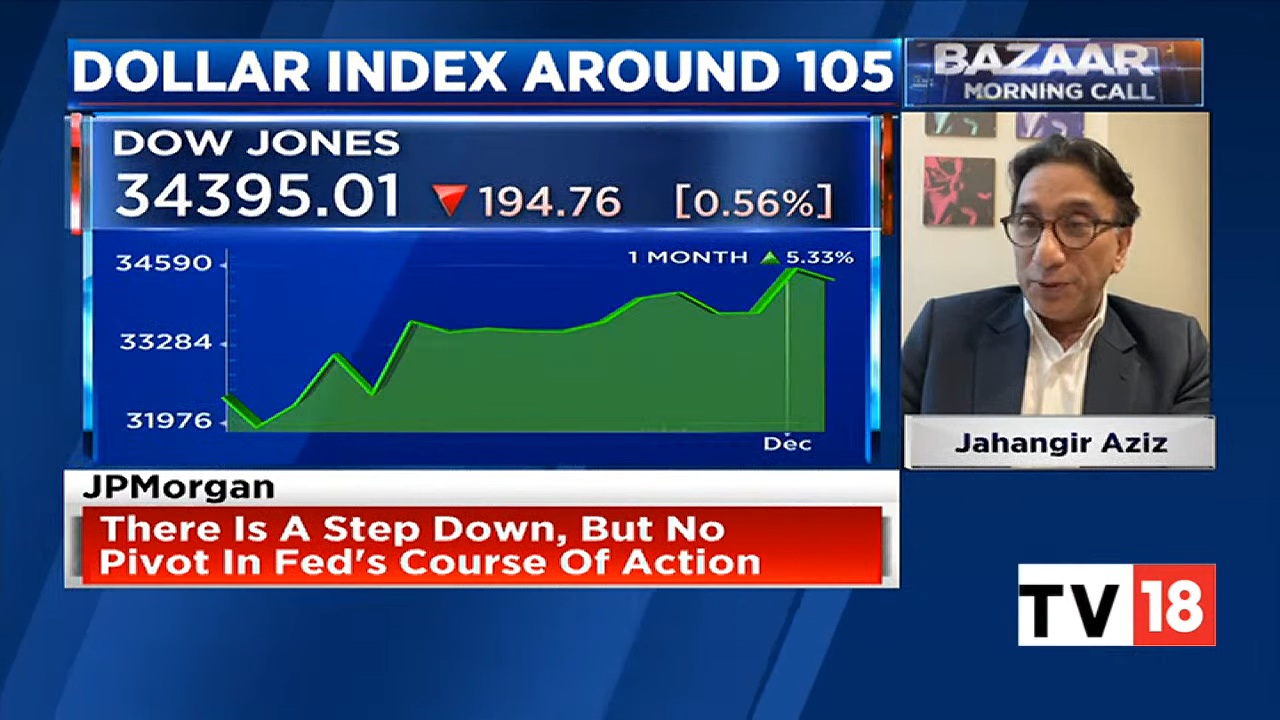 DOLLAR INDEX AROUND 105
BAZAAR
MORNING CALL
DOW JONES
34395.01 ▼ 194.76 [0.56%]
1 MONTH ▲ 5.33%
34590
33284
31976
Dec
Jahangir Aziz
JPMorgan
There Is A Step Down, But No
Pivot In Fed's Course Of Action
TV18